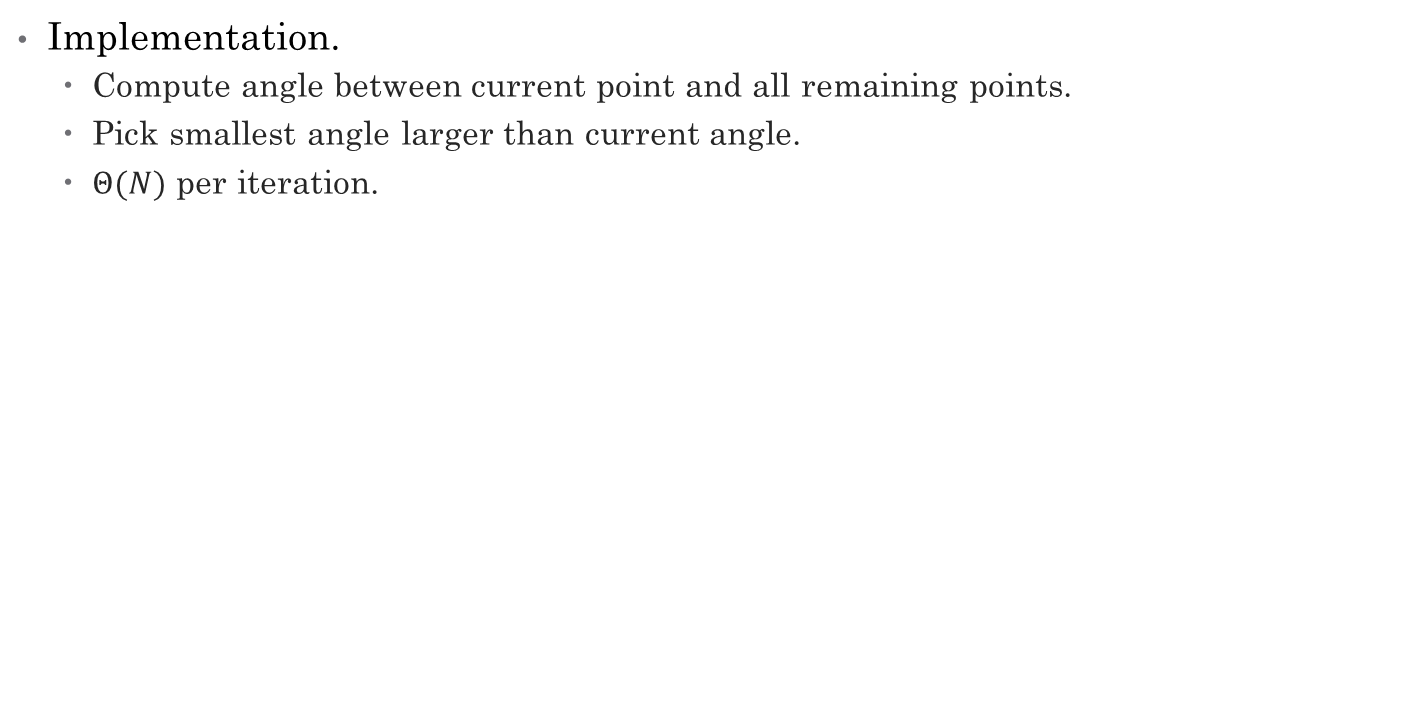 • Implementation.
• Compute angle between current point and all remaining points.
• Pick smallest angle larger than current angle.
• Θ(N) per iteration.